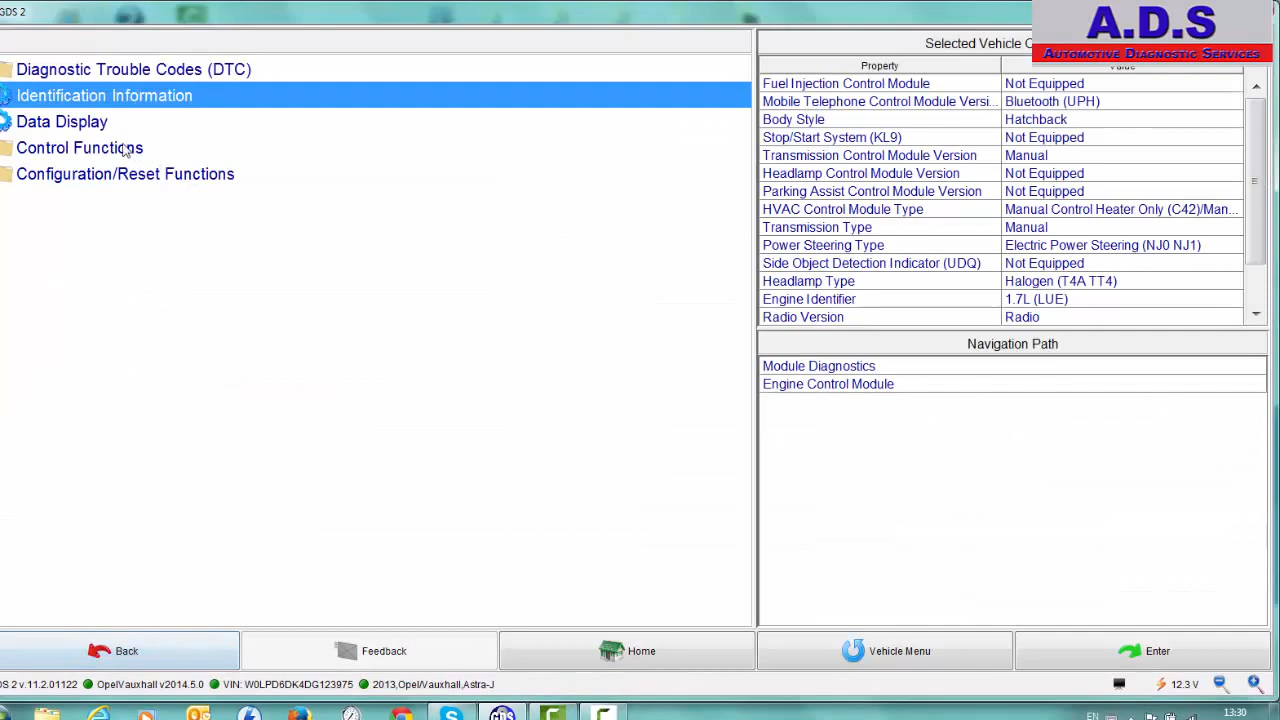 GDS 2
A.D.S
AUTOMOTIVE DIAGNOSTIC SERVICES
Diagnostic Trouble Codes (DTC)
Identification Information
Data Display
Control Functions
Configuration/Reset Functions
Selected Vehicle C
Property
Fuel Injection Control Module Not Equipped
Mobile Telephone Control Module Versi... Bluetooth (UPH)
Body Style Hatchback
Stop/Start System (KL9) Not Equipped
Transmission Control Module Version Manual
Headlamp Control Module Version Not Equipped
Parking Assist Control Module Version Not Equipped
HVAC Control Module Type Manual Control Heater Only (C42)/Man...
Transmission Type Manual
Power Steering Type Electric Power Steering (NJ0 NJ1)
Side Object Detection Indicator (UDQ) Not Equipped
Headlamp Type Halogen (T4A TT4)
Engine Identifier 1.7L (LUE)
Radio Version Radio
Navigation Path
Module Diagnostics
Engine Control Module
Back Feedback Home Vehicle Menu Enter
DS 2 v.11.2.01122 OpelVauxhall v2014.5.0 VIN: W0LPD6DK4DG123975 2013,Opel/Vauxhall,Astra-J 12.3 V
GDS EN 13:30